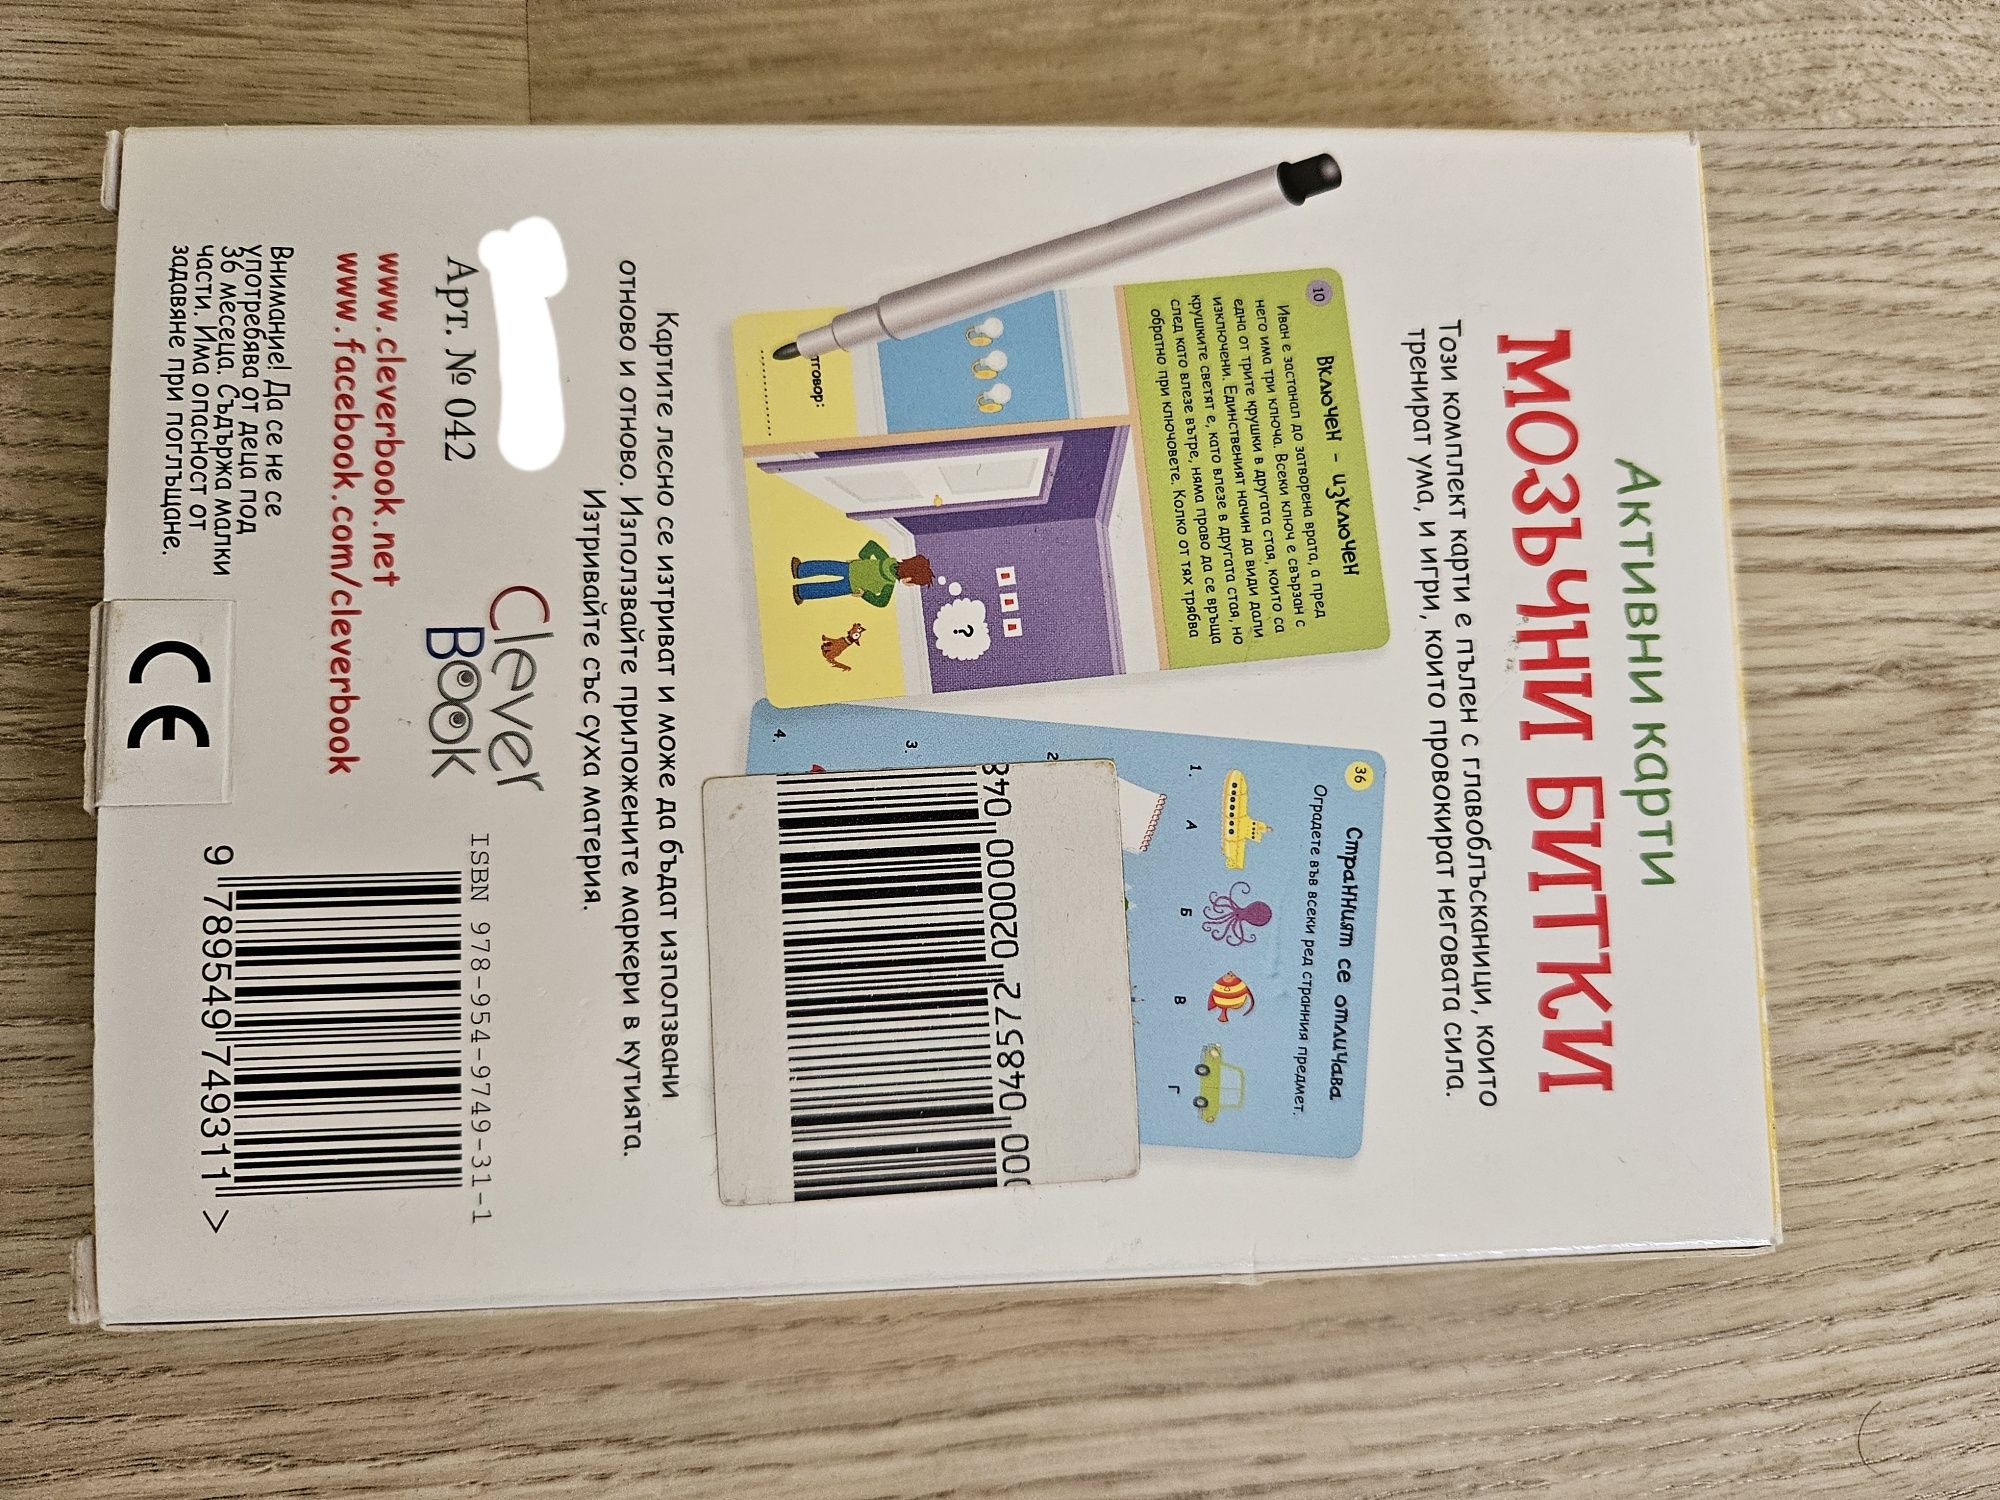 Активни карти
МОЗЪЧНИ БИТКИ
Този комплект карти е пълен с главоблъсканици, които
тренират ума, и игри, които провокират неговата сила.
10
Включен - изключен
Иван е застанал до затворена врата, а пред
него има три ключа. Всеки ключ е свързан с
една от трите крушки в другата стая, които са
изключени. Единственият начин да види дали
крушките светят е, като влезе в другата стая, но
след като влезе вътре, няма право да се връща
обратно при ключовете. Колко от тях трябва
?
тговор:
36
Странният се отличава
Оградете във всеки ред странния предмет.
1.
А
Б
В
Г
2
3.
4.
840 020000 048572 020000 048572
Картите лесно се изтриват и може да бъдат използвани
отново и отново. Използвайте приложените маркери в кутията.
Изтривайте със суха материя.
Арт. № 042
Clever
Book
www.cleverbook.net
www.facebook.com/cleverbook
Внимание! Да се не се
употребява от деца под
36 месеца. Съдържа малки
части. Има опасност от
задавяне при поглъщане.
CE
ISBN 978-954-9749-31-1
9 789549 749311 >